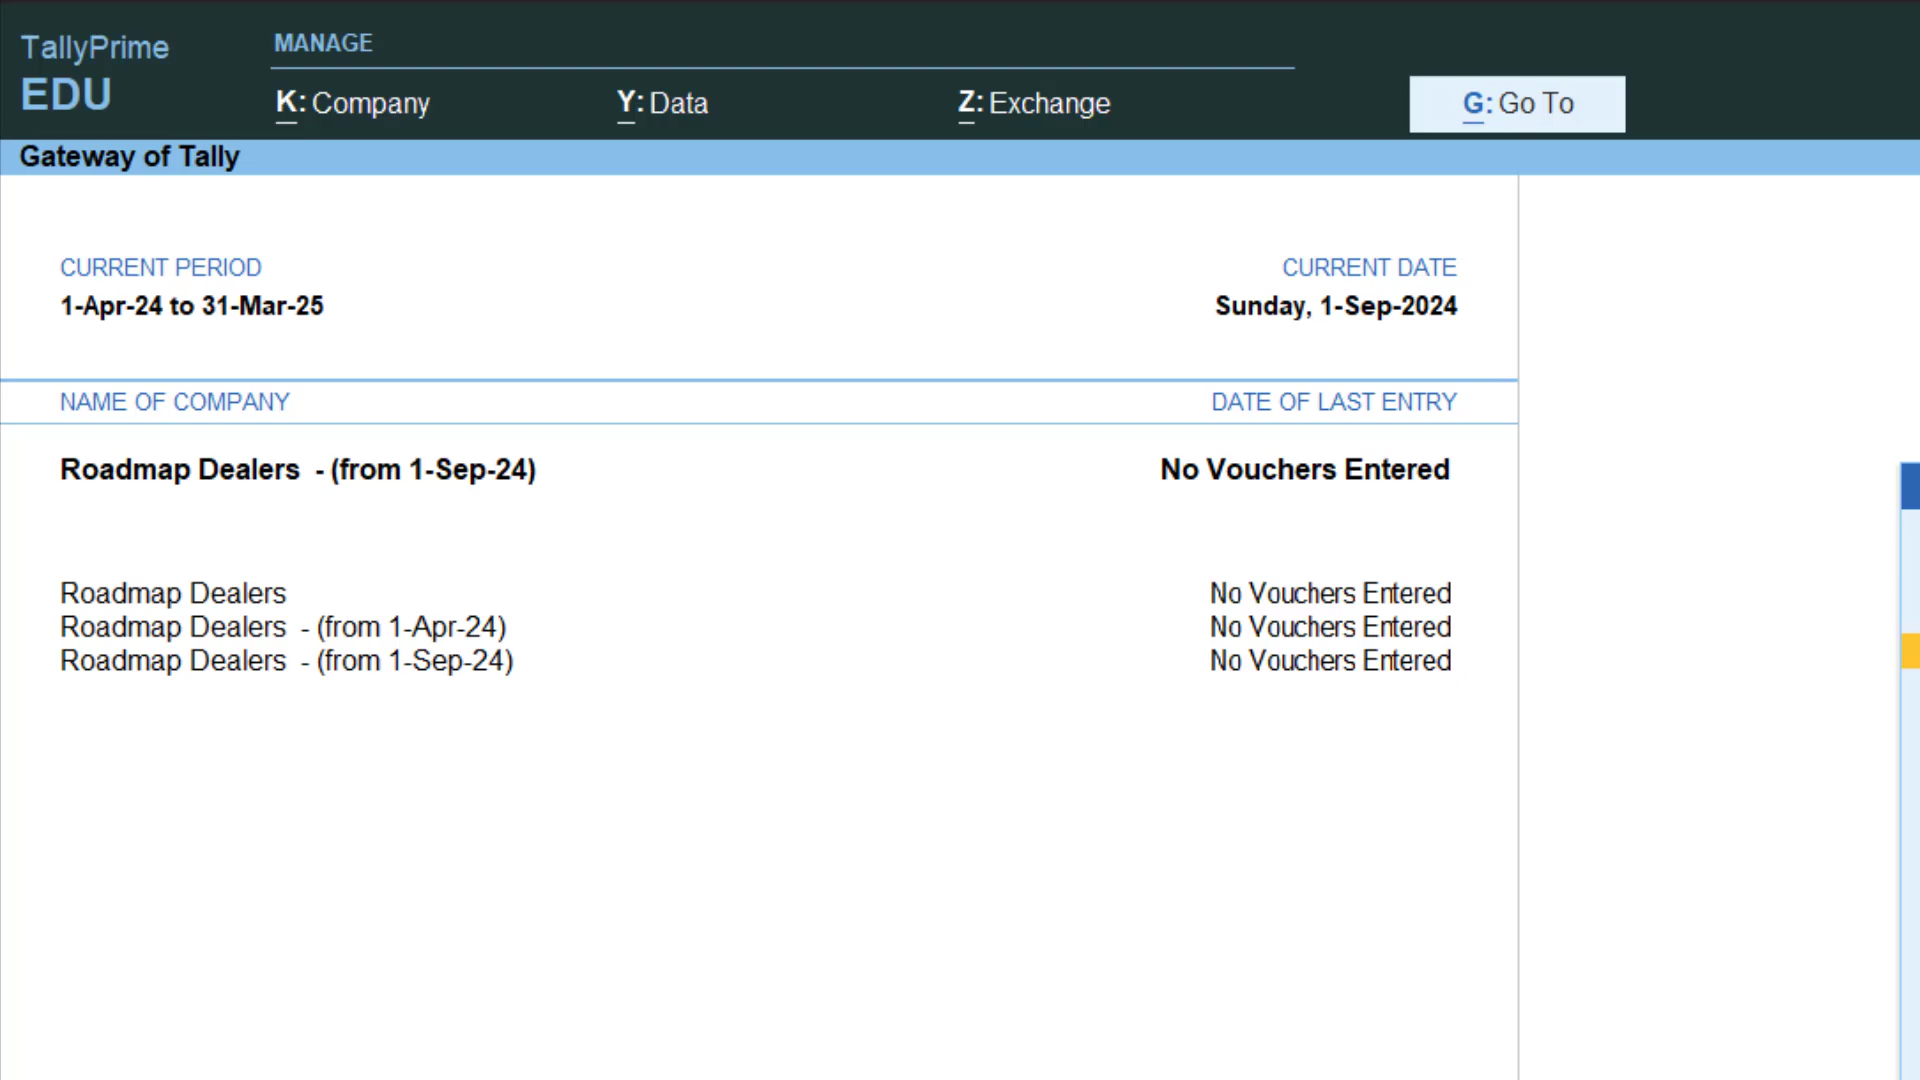 TallyPrime
EDU
MANAGE
K: Company
Y: Data
Z: Exchange
G: Go To
Gateway of Tally
CURRENT PERIOD
CURRENT DATE
1-Apr-24 to 31-Mar-25
Sunday, 1-Sep-2024
NAME OF COMPANY
DATE OF LAST ENTRY
Roadmap Dealers - (from 1-Sep-24)
No Vouchers Entered
Roadmap Dealers
No Vouchers Entered
Roadmap Dealers - (from 1-Apr-24)
No Vouchers Entered
Roadmap Dealers - (from 1-Sep-24)
No Vouchers Entered